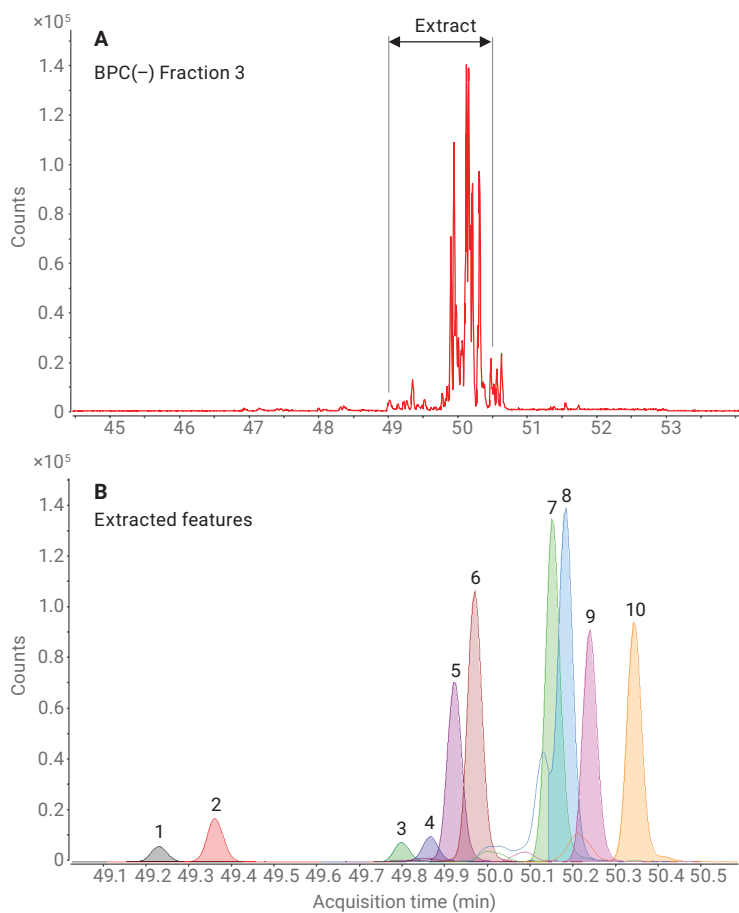 ×10⁵
A
Extract
BPC(–) Fraction 3
1.4
1.2
1.0
0.8
0.6
0.4
0.2
0
Counts
45 46 47 48 49 50 51 52 53
×10⁵
B
Extracted features
1.4
1.2
1.0
0.8
0.6
0.4
0.2
0
Counts
1 2 3 4 5 6 7 8 9 10
49.1 49.2 49.3 49.4 49.5 49.6 49.7 49.8 49.9 50.0 50.1 50.2 50.3 50.4 50.5
Acquisition time (min)